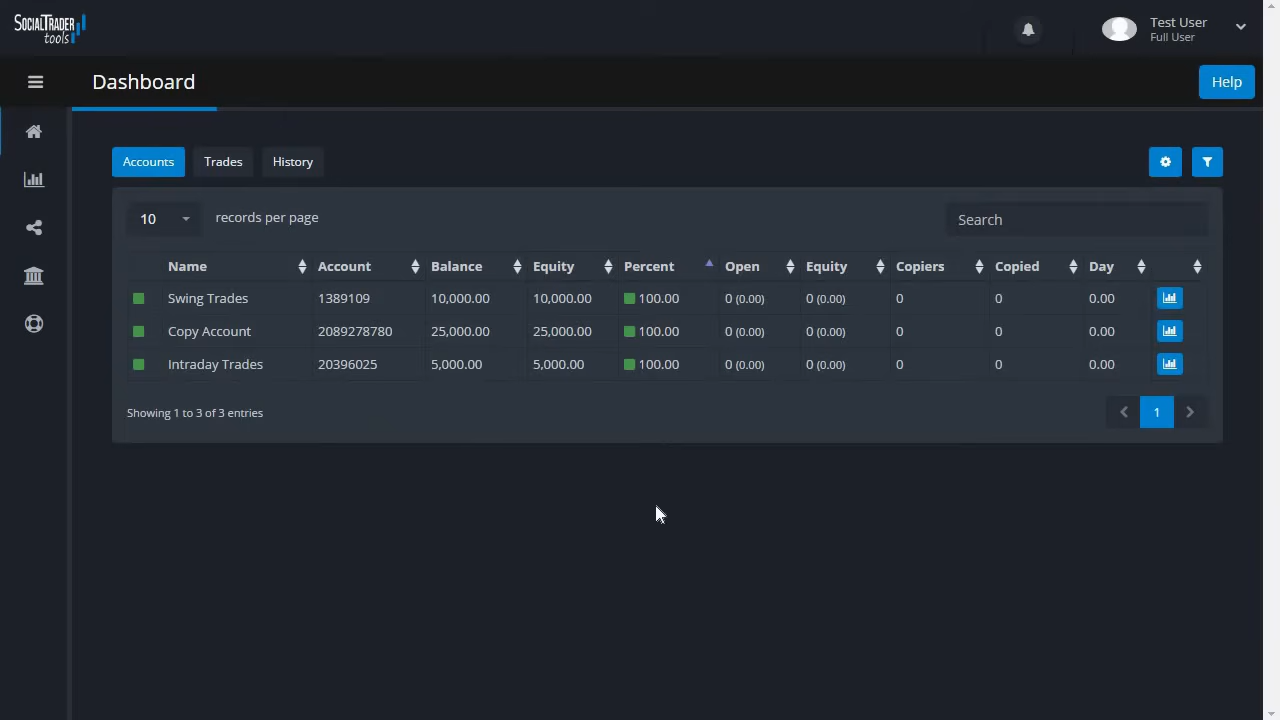 SOCIALTRADER
tools
Test User
Full User
Dashboard
Help
Accounts Trades History
10 records per page
Search
Name Account Balance Equity Percent Open Equity Copiers Copied Day
Swing Trades 1389109 10,000.00 10,000.00 100.00 0 (0.00) 0 (0.00) 0 0 0.00
Copy Account 2089278780 25,000.00 25,000.00 100.00 0 (0.00) 0 (0.00) 0 0 0.00
Intraday Trades 20396025 5,000.00 5,000.00 100.00 0 (0.00) 0 (0.00) 0 0 0.00
Showing 1 to 3 of 3 entries
1